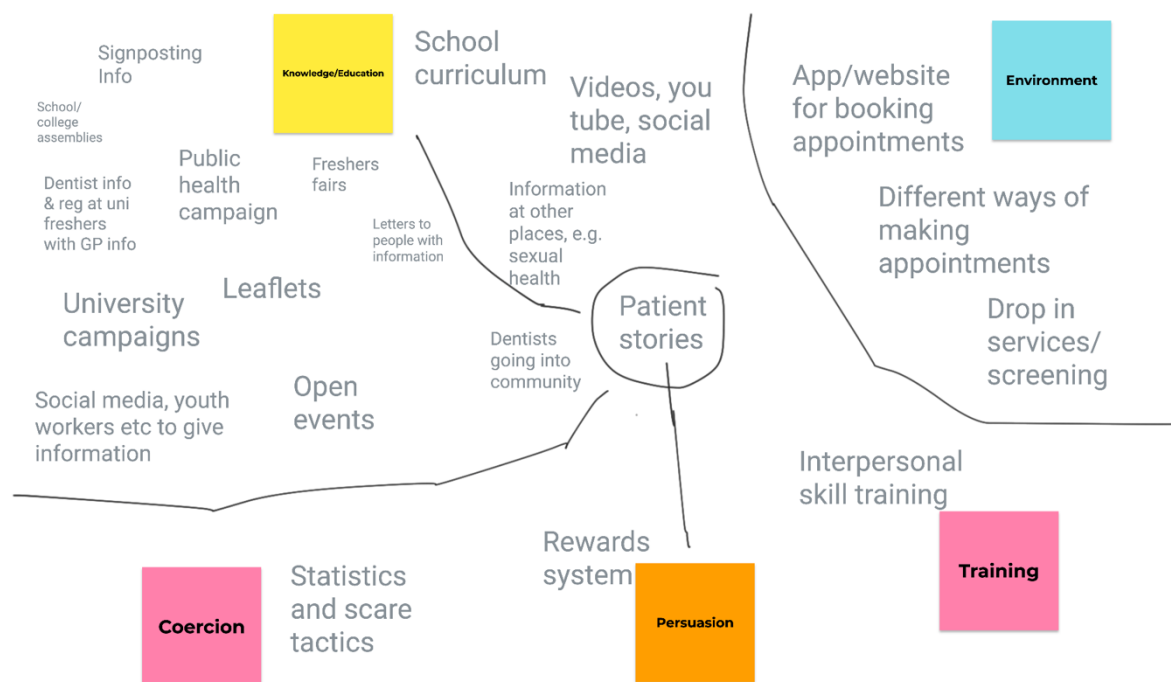 Signposting
Info
Knowledge/Education
School
curriculum
Videos, you
tube, social
media
App/website
for booking
appointments
Environment
School/
college
assemblies
Public
health
campaign
Freshers
fairs
Dentist info
& reg at uni
freshers
with GP info
Letters to
people with
information
Information
at other
places, e.g.
sexual
health
Different ways of
making
appointments
University
campaigns
Leaflets
Patient
stories
Drop in
services/
screening
Dentists
going into
community
Social media, youth
workers etc to give
information
Open
events
Interpersonal
skill training
Coercion
Statistics
and scare
tactics
Rewards
system
Persuasion
Training